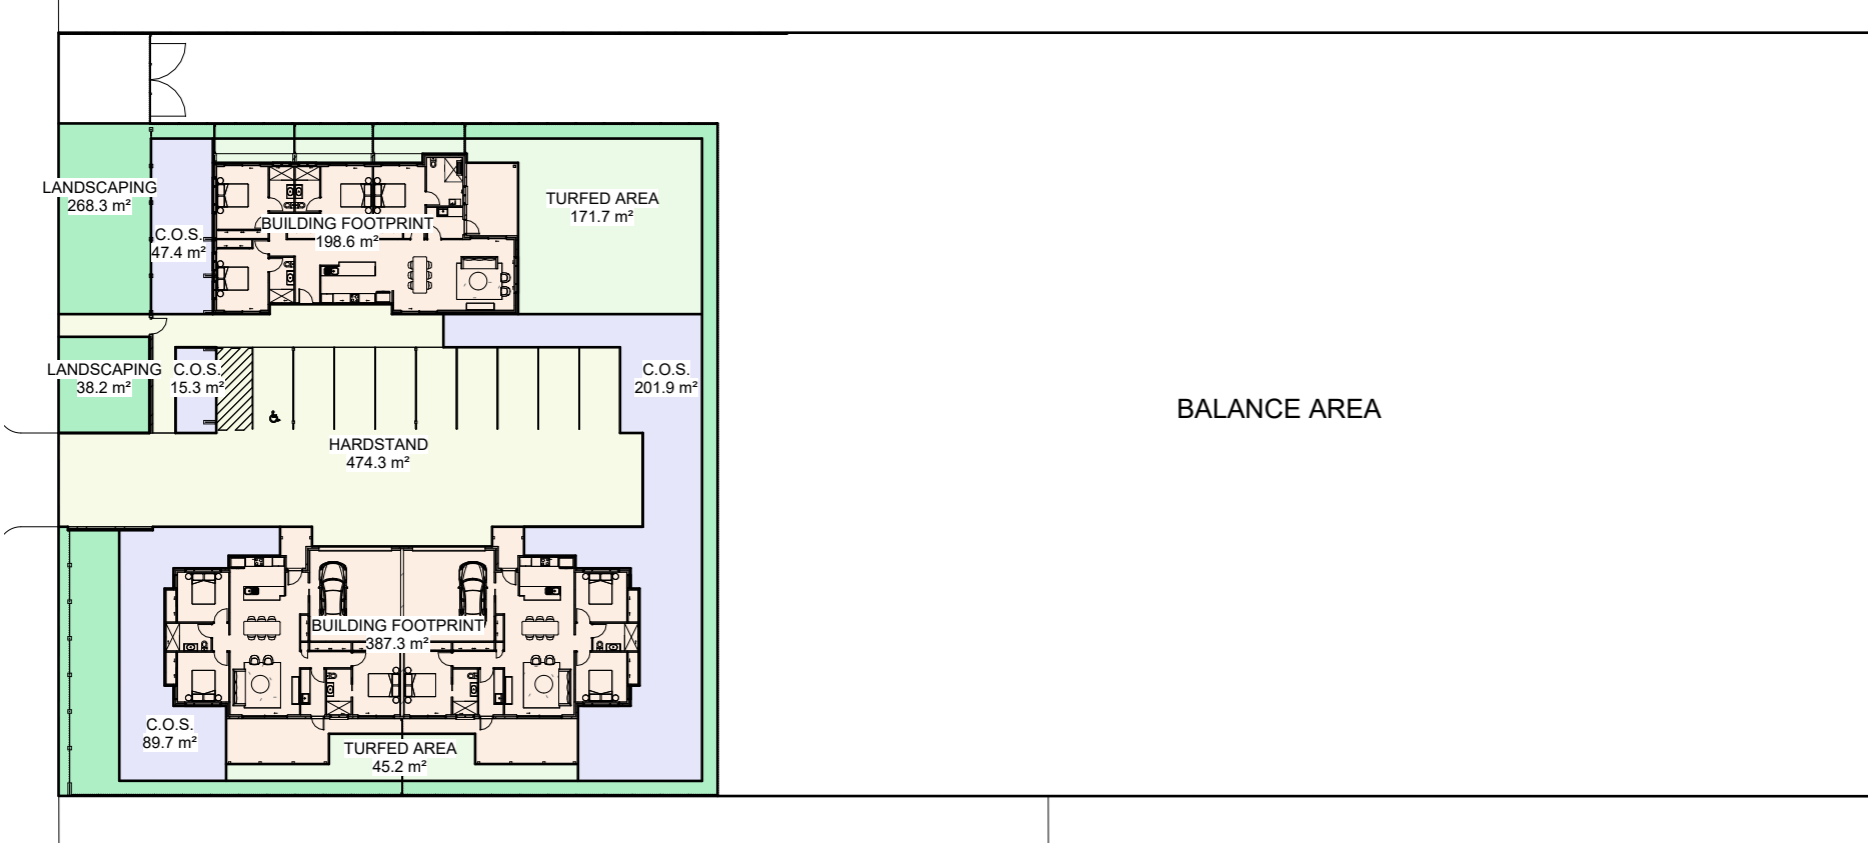 LANDSCAPING
268.3 m²
C.O.S.
47.4 m²
BUILDING FOOTPRINT
198.6 m²
TURFED AREA
171.7 m²
LANDSCAPING
38.2 m²
C.O.S.
15.3 m²
C.O.S.
201.9 m²
HARDSTAND
474.3 m²
BALANCE AREA
BUILDING FOOTPRINT
387.3 m²
C.O.S.
89.7 m²
TURFED AREA
45.2 m²